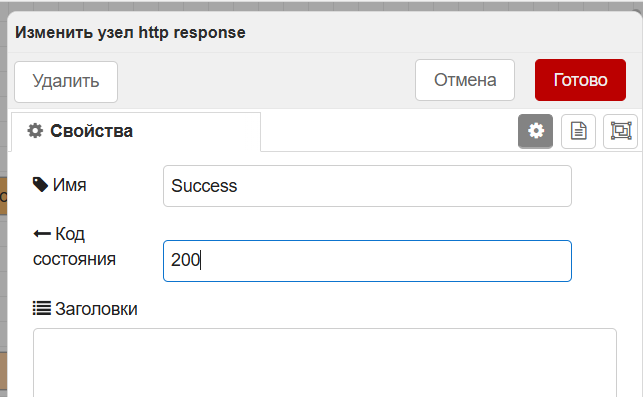 Изменить узел http response
Удалить
Отмена
Готово
Свойства
Имя
Success
Код
состояния
200
Заголовки